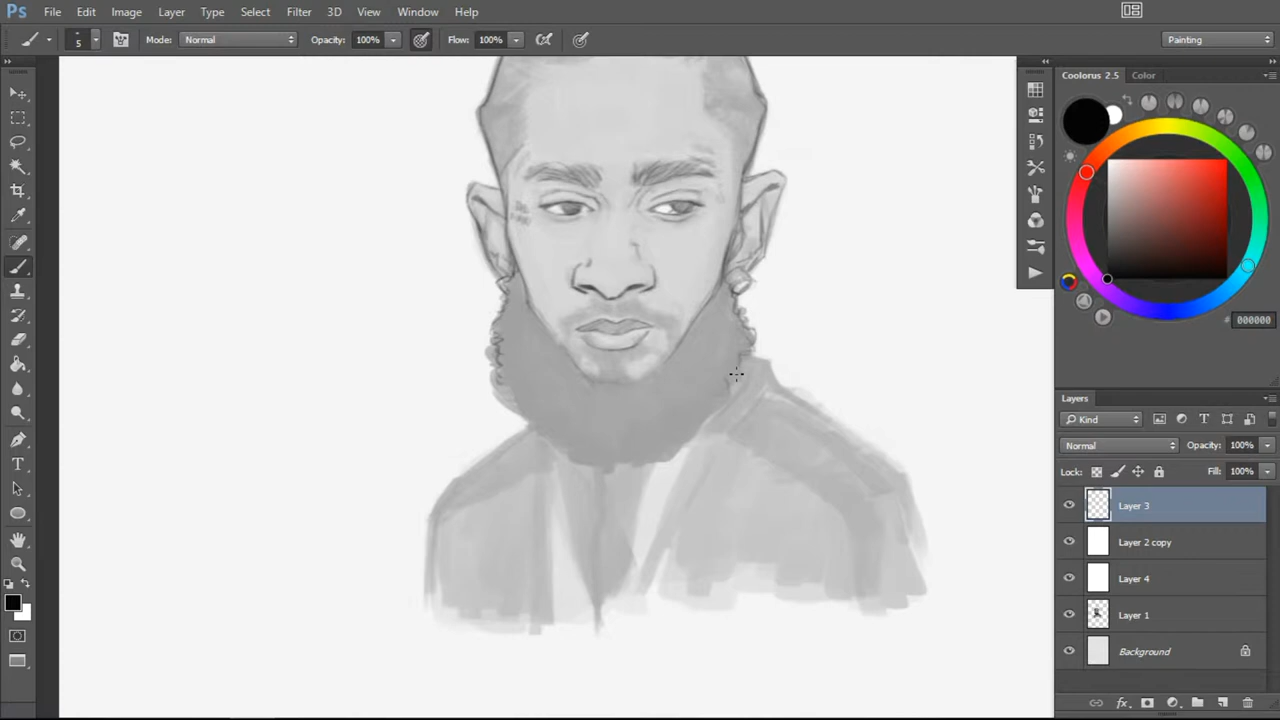 Ps File Edit Image Layer Type Select Filter 3D View Window Help
5 Mode: Normal Opacity: 100% Flow: 100% Painting
Coolorus 2.5 Color
# 000000
Layers
Kind
Normal Opacity: 100%
Lock: Fill: 100%
Layer 3
Layer 2 copy
Layer 4
Layer 1
Background